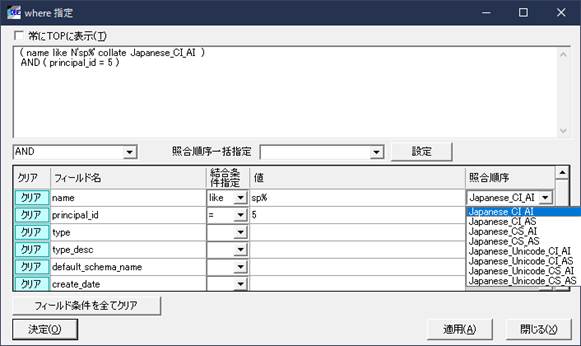 where 指定
常にTOPに表示(T)
( name like N'sp%' collate Japanese_CI_AI )
AND ( principal_id = 5 )
AND
照合順序一括指定
設定
クリア フィールド名 結合条件指定 値 照合順序
クリア name like sp% Japanese_CI_AI
クリア principal_id = 5
クリア type
クリア type_desc
クリア default_schema_name
クリア create_date
Japanese_CI_AI
Japanese_CI_AS
Japanese_CS_AI
Japanese_CS_AS
Japanese_Unicode_CI_AI
Japanese_Unicode_CI_AS
Japanese_Unicode_CS_AI
Japanese_Unicode_CS_AS
フィールド条件を全てクリア
決定(O)
適用(A)
閉じる(X)